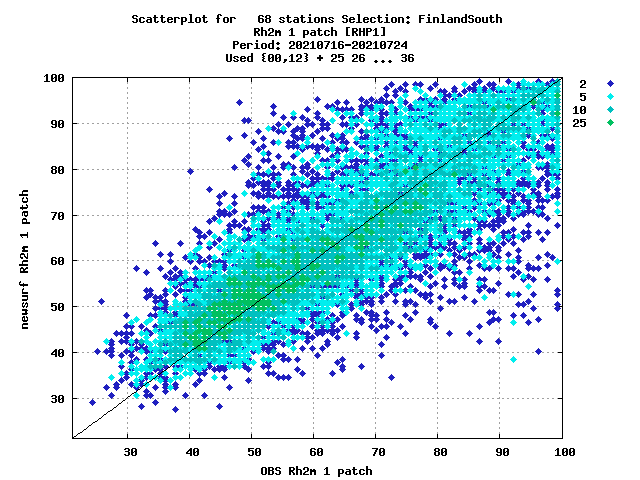 Scatterplot for   68 stations Selection: FinlandSouth
Rh2m 1 patch [RHP1]
Period: 20210716-20210724
Used {00,12} + 25 26 ... 36
100
90
80
70
60
50
40
30
newsurf Rh2m 1 patch
2
5
10
25
30 40 50 60 70 80 90 100
OBS Rh2m 1 patch